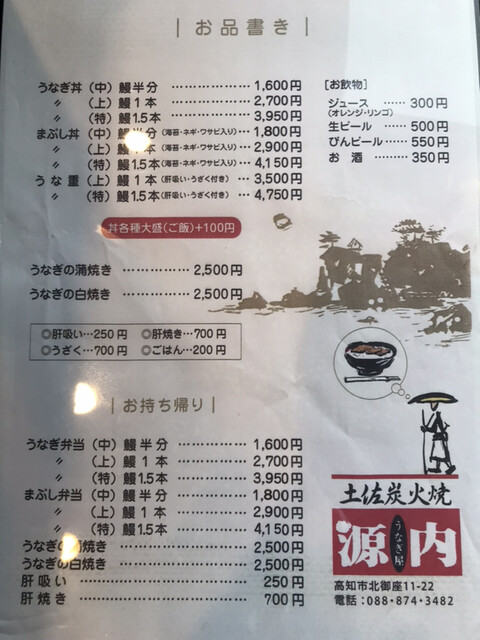 お品書き
うなぎ丼（中）鰻半分 ………………… 1,600円
〃 （上）鰻1本 ………………… 2,700円
〃 （特）鰻1.5本 ………………… 3,950円
まぶし丼（中）鰻半分（海苔・ネギ・ワサビ入り）… 1,800円
〃 （上）鰻1本（海苔・ネギ・ワサビ入り）… 2,900円
〃 （特）鰻1.5本（海苔・ネギ・ワサビ入り）… 4,150円
うな重（上）鰻1本（肝吸い・うざく付き）… 3,500円
〃 （特）鰻1.5本（肝吸い・うざく付き）… 4,750円
丼各種大盛（ご飯）+100円
うなぎの蒲焼き …………… 2,500円
うなぎの白焼き …………… 2,500円
◎肝吸い…250円 ◎肝焼き…700円
◎うざく…700円 ◎ごはん…200円
[お飲物]
ジュース …… 300円
（オレンジ・リンゴ）
生ビール …… 500円
びんビール …… 550円
お酒 …… 350円
お持ち帰り
うなぎ弁当（中）鰻半分 ……………… 1,600円
〃 （上）鰻1本 ……………… 2,700円
〃 （特）鰻1.5本 ……………… 3,950円
まぶし弁当（中）鰻半分 ……………… 1,800円
〃 （上）鰻1本 ……………… 2,900円
〃 （特）鰻1.5本 ……………… 4,150円
うなぎの蒲焼き ……………… 2,500円
うなぎの白焼き ……………… 2,500円
肝吸い ……………… 250円
肝焼き ……………… 700円
土佐炭火焼
うなぎ屋
源内
高知市北御座11-22
電話：088・874・3482